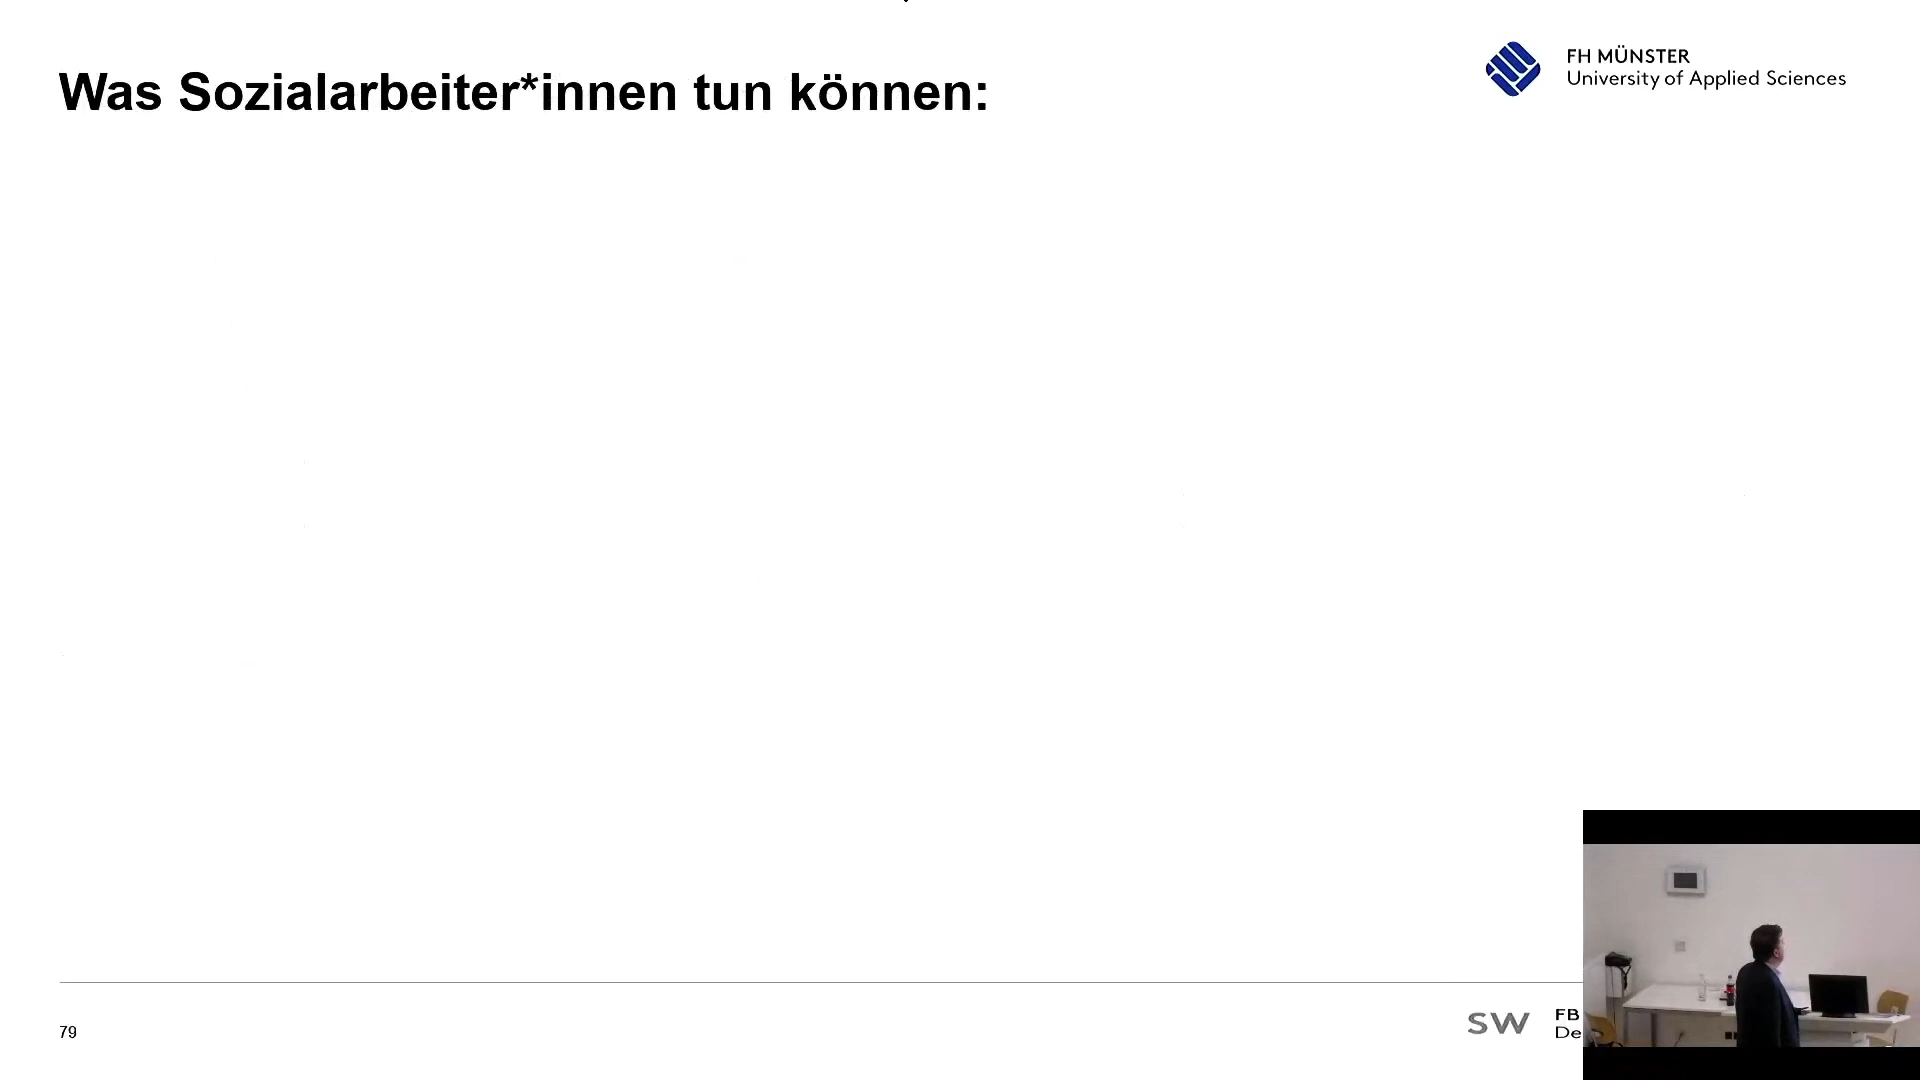 Was Sozialarbeiter*innen tun können:
FH MÜNSTER
University of Applied Sciences
79
SW
FB
De